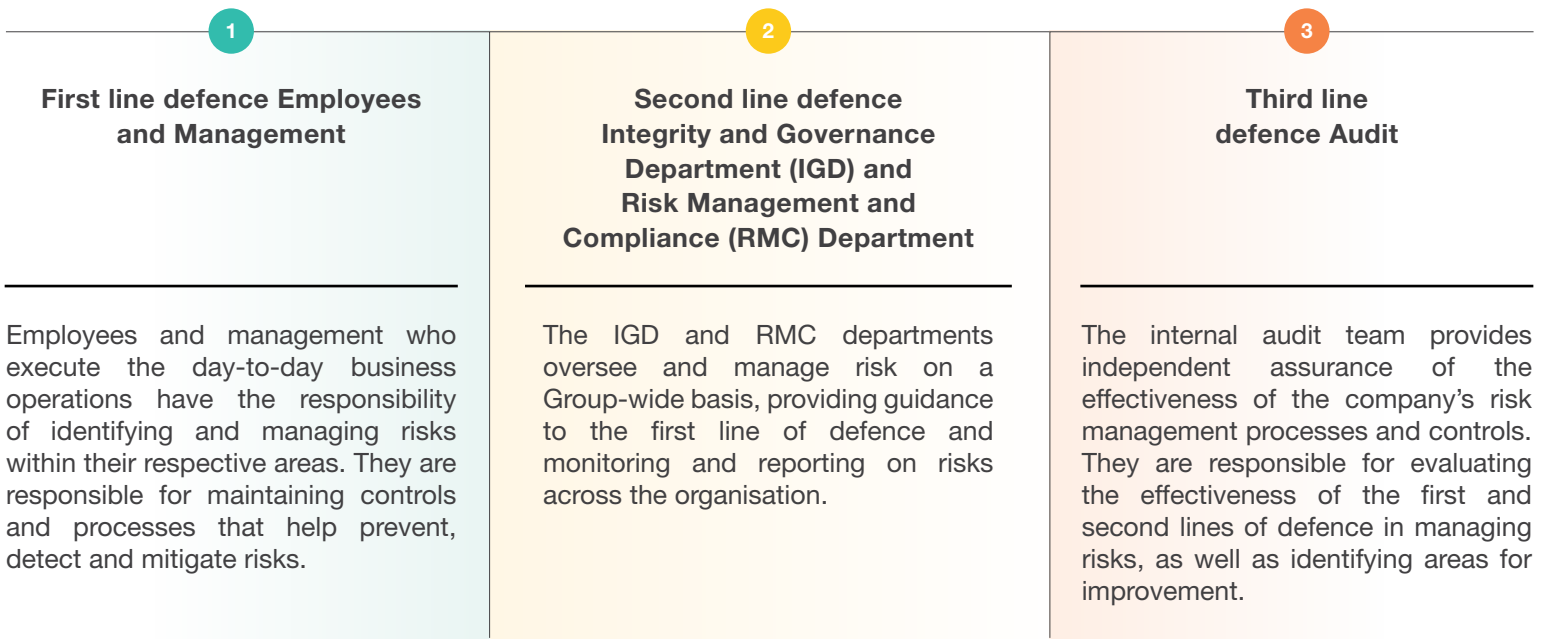 1
First line defence Employees
and Management
Employees and management who
execute the day-to-day business
operations have the responsibility
of identifying and managing risks
within their respective areas. They are
responsible for maintaining controls
and processes that help prevent,
detect and mitigate risks.
2
Second line defence
Integrity and Governance
Department (IGD) and
Risk Management and
Compliance (RMC) Department
The IGD and RMC departments
oversee and manage risk on a
Group-wide basis, providing guidance
to the first line of defence and
monitoring and reporting on risks
across the organisation.
3
Third line
defence Audit
The internal audit team provides
independent assurance of the
effectiveness of the company's risk
management processes and controls.
They are responsible for evaluating
the effectiveness of the first and
second lines of defence in managing
risks, as well as identifying areas for
improvement.